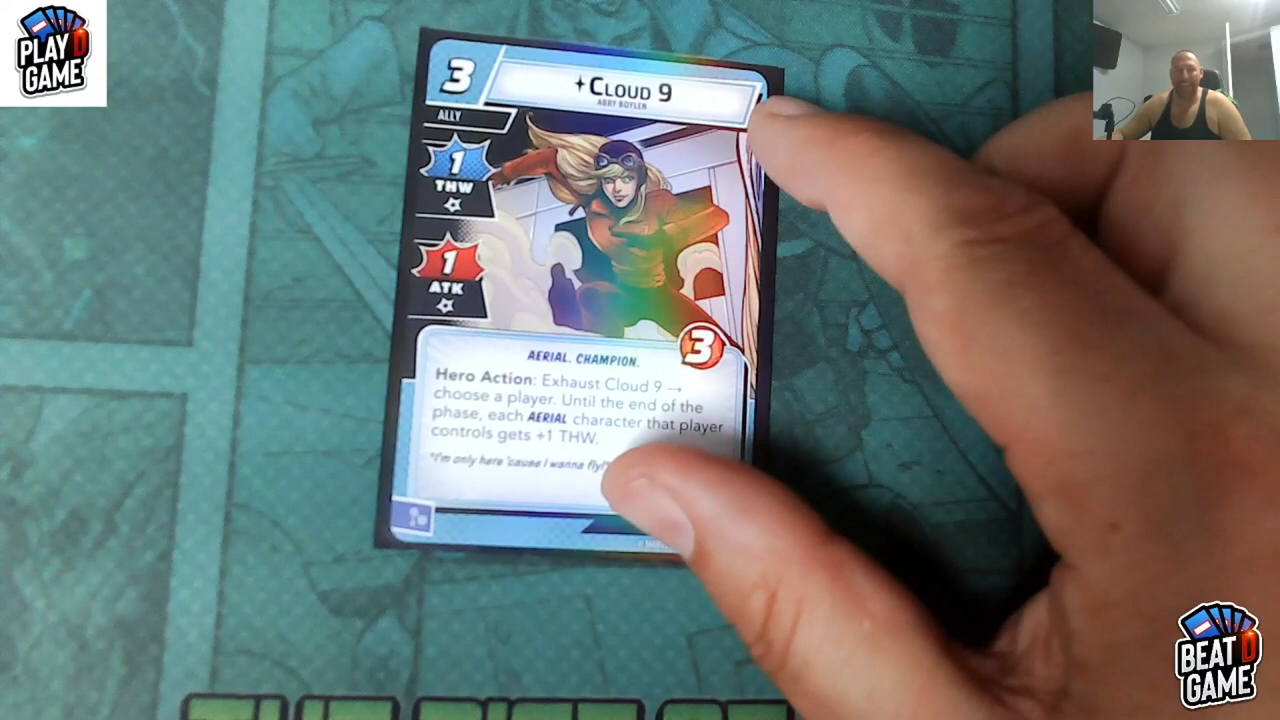 PLAY D
GAME
3
Cloud 9
ABBY BOYLEN
ALLY
1
THW
1
ATK
3
AERIAL. CHAMPION.
Hero Action: Exhaust Cloud 9 →
choose a player. Until the end of the
phase, each AERIAL character that player
controls gets +1 THW.
"I'm only here 'cause I wanna fly!"
BEAT D
GAME